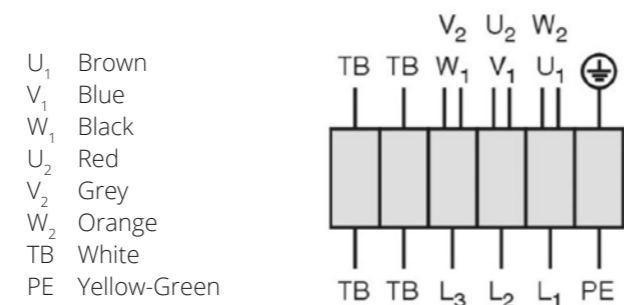 U₁ Brown
V₁ Blue
W₁ Black
U₂ Red
V₂ Grey
W₂ Orange
TB White
PE Yellow-Green
V₂ U₂ W₂
TB TB W₁ V₁ U₁
TB TB L₃ L₂ L₁ PE